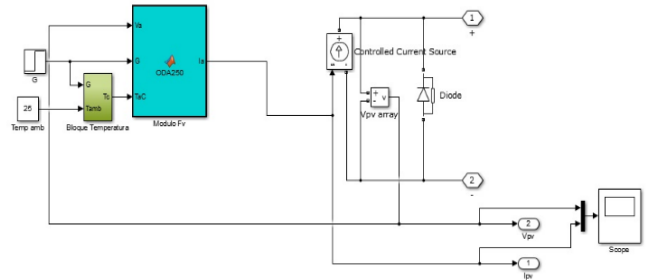 1
+
Va
+
Controlled Current Source
G
ODA250
Ia
G
G
Tc
TaC
+
-
v
Diode
25
Tamb
Vpv array
Temp amb
Bloque Temperatura
Modulo Fv
2
-
2
Vpv
Scope
1
Ipv